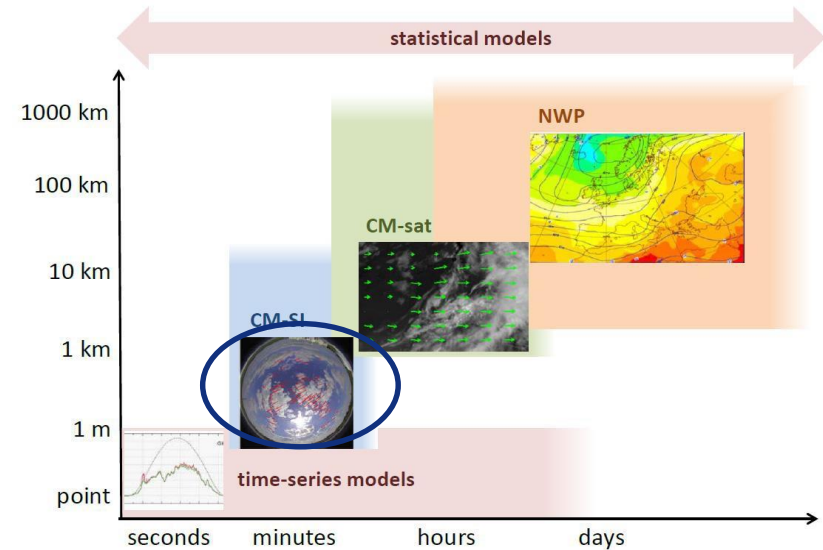 statistical models
1000 km
NWP
100 km
CM-sat
10 km
CM-SI
1 km
1 m
time-series models
point
seconds minutes hours days